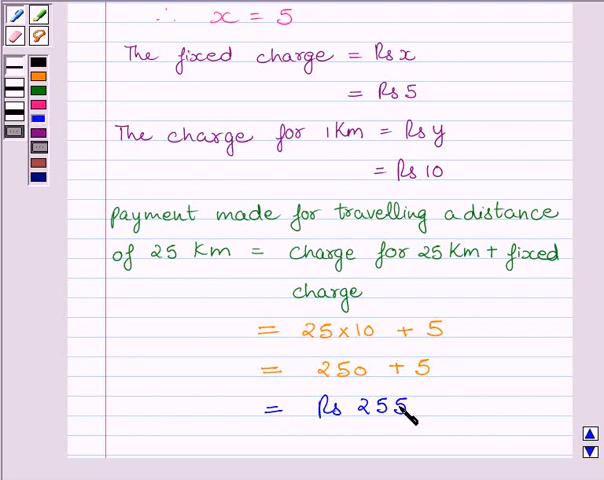 ∴ x = 5
The fixed charge = Rs x
= Rs 5
The charge for 1 Km = Rs y
= Rs 10
payment made for travelling a distance
of 25 Km = charge for 25 Km + fixed
charge
= 25 × 10 + 5
= 250 + 5
= Rs 255